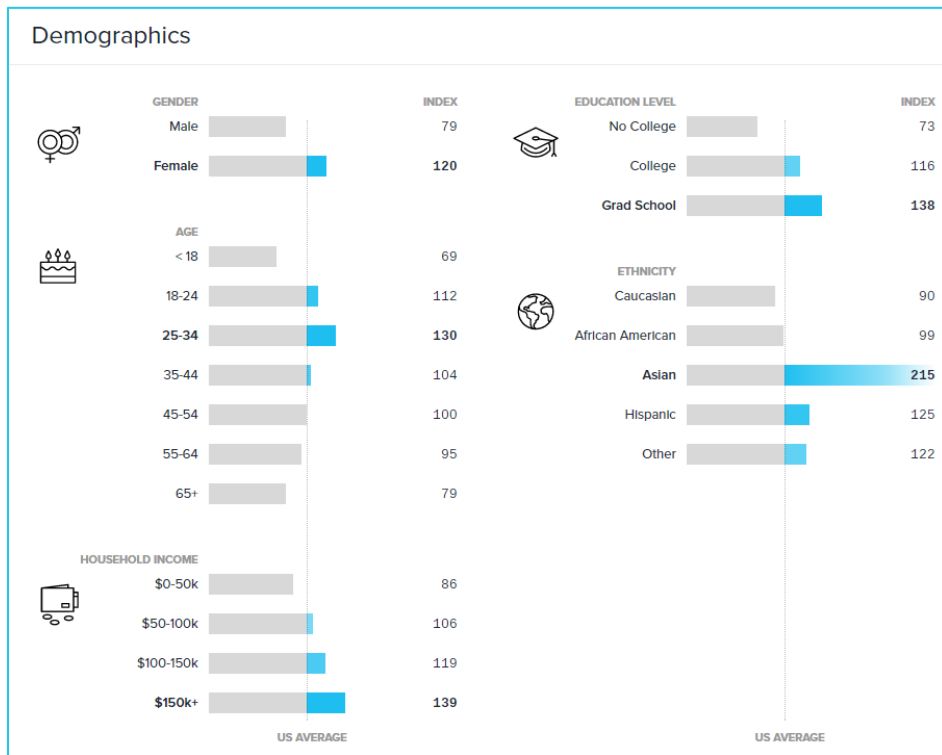 Demographics
GENDER INDEX
Male 79
Female 120
AGE
< 18 69
18-24 112
25-34 130
35-44 104
45-54 100
55-64 95
65+ 79
HOUSEHOLD INCOME
$0-50k 86
$50-100k 106
$100-150k 119
$150k+ 139
US AVERAGE
EDUCATION LEVEL INDEX
No College 73
College 116
Grad School 138
ETHNICITY
Caucasian 90
African American 99
Asian 215
Hispanic 125
Other 122
US AVERAGE